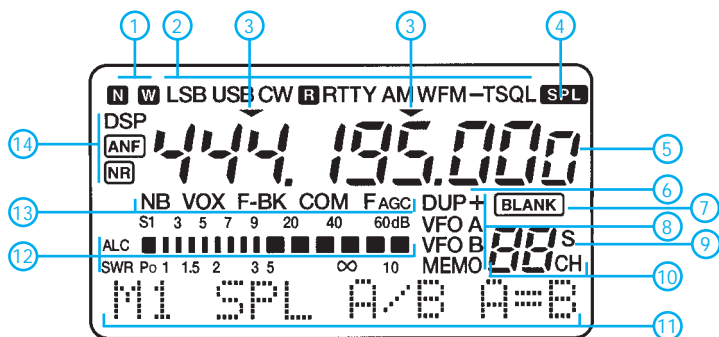 1 2 3 3 4
N W LSB USB CW R RTTY AM WFM-TSQL SPL
DSP
14 ANF 444.195.000 5
NR
6
13 NB VOX F-BK COM FAGC DUP+ BLANK 7
S1 3 5 7 9 20 40 60dB VFO A 8
12 ALC VFO B 88 S 9
SWR Po 1 1.5 2 3 5 ∞ 10 MEMO CH 10
M1 SPL A/B A=B
11